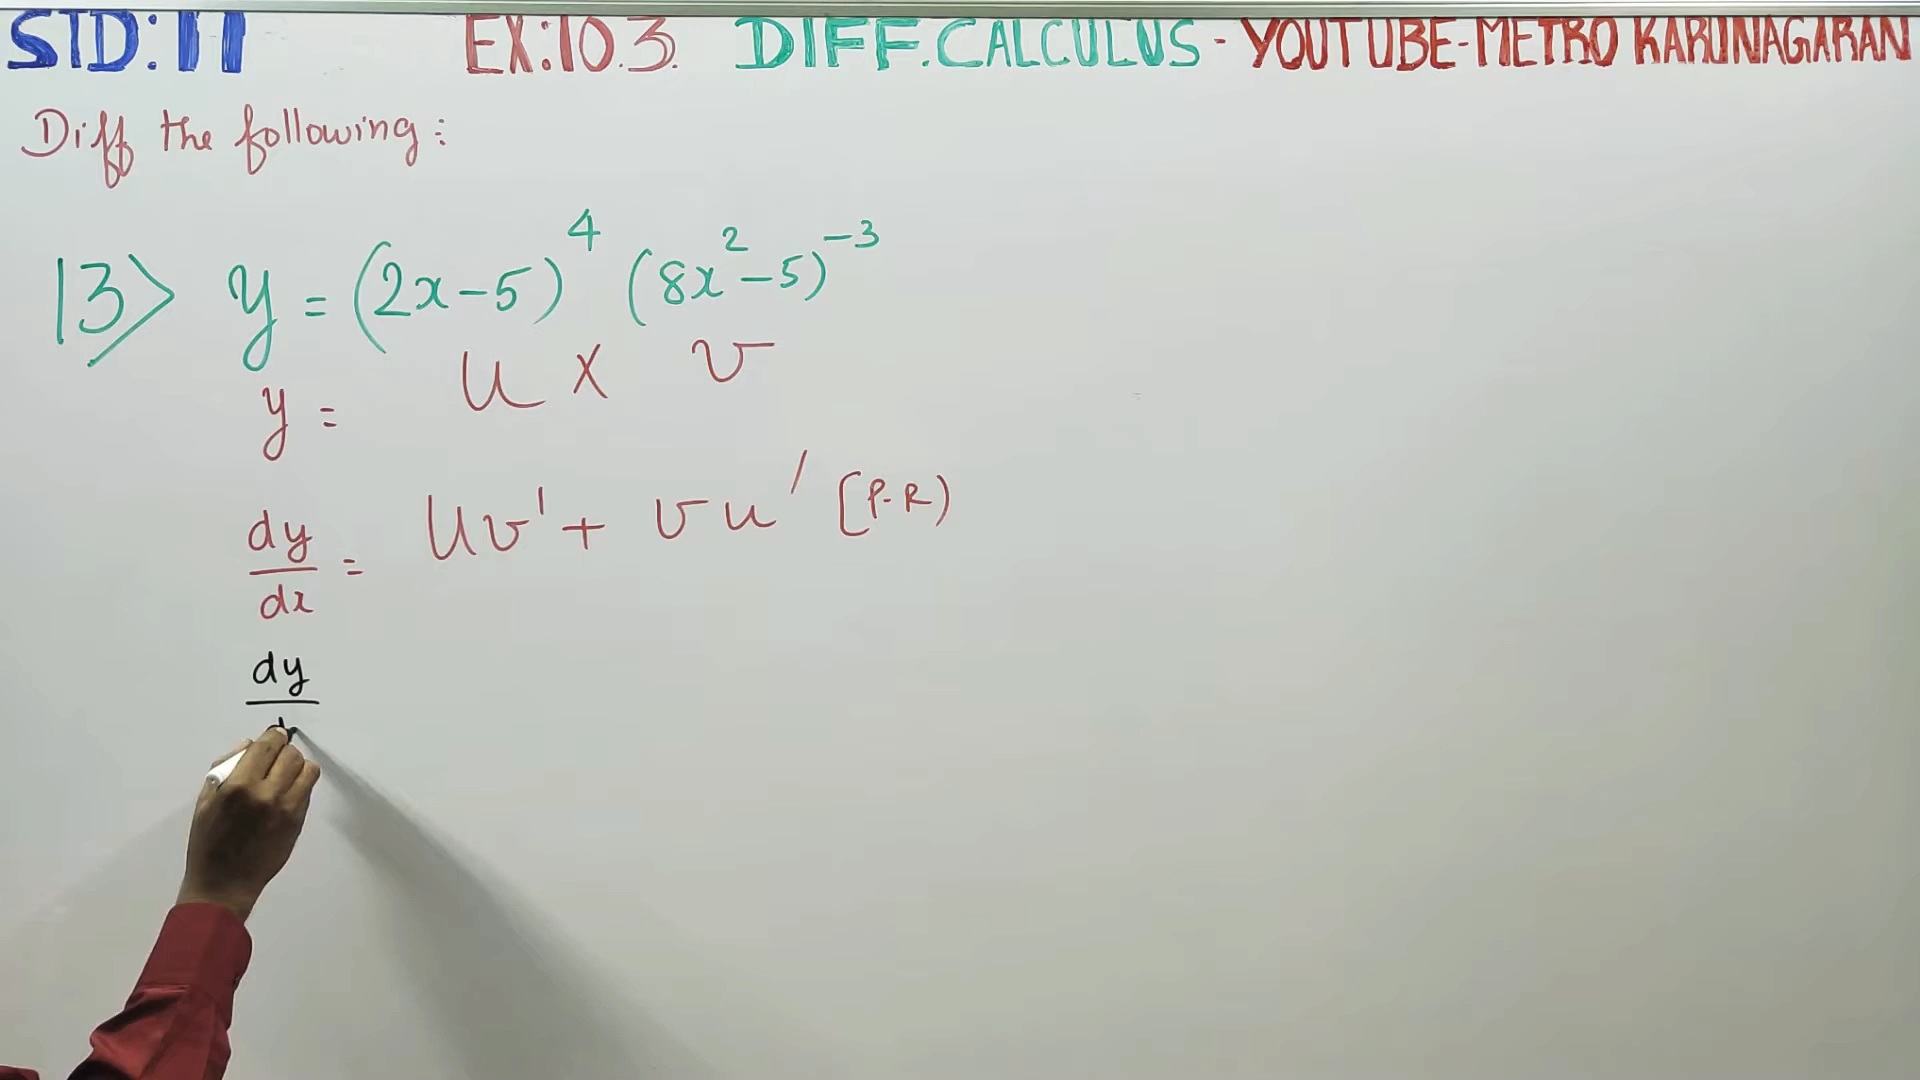 STD:11 EX:10.3. DIFF.CALCULUS - YOUTUBE-METRO KARUNAGARAN
Diff the following:
13> y = (2x-5)^4 (8x^2-5)^-3
y = u x v
dy/dx = uv' + vu' [P.R)
dy/d